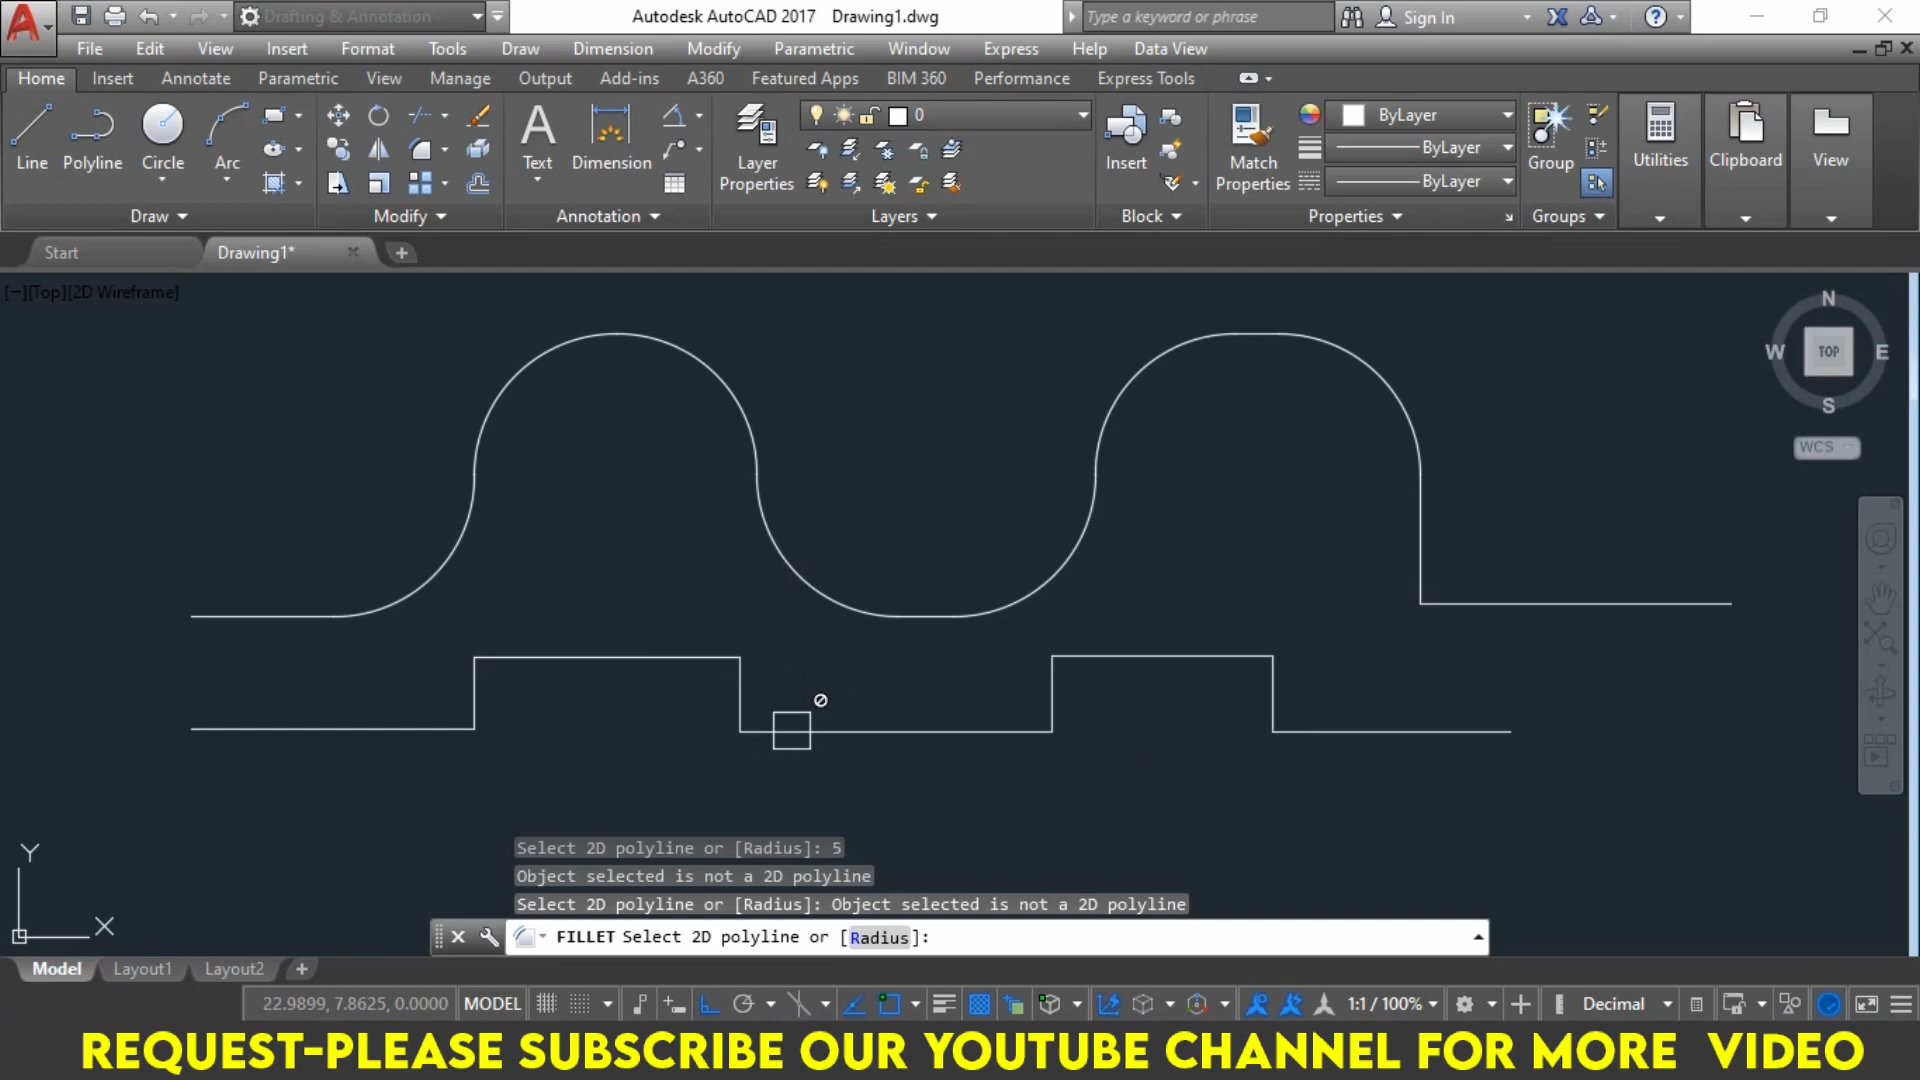 Drafting & Annotation
Autodesk AutoCAD 2017 Drawing1.dwg
Type a keyword or phrase
Sign In
File Edit View Insert Format Tools Draw Dimension Modify Parametric Window Express Help Data View
Home Insert Annotate Parametric View Manage Output Add-ins A360 Featured Apps BIM 360 Performance Express Tools
0
ByLayer
Line Polyline Circle Arc
Text Dimension
Layer Properties
Insert
Match Properties
ByLayer
ByLayer
Group
Utilities Clipboard View
Draw Modify Annotation Layers Block Properties Groups
Start Drawing1*
[−][Top][2D Wireframe]
N
W TOP E
S
WCS
Y
X
Select 2D polyline or [Radius]: 5
Object selected is not a 2D polyline
Select 2D polyline or [Radius]: Object selected is not a 2D polyline
FILLET Select 2D polyline or [Radius]:
Model Layout1 Layout2
22.9899, 7.8625, 0.0000 MODEL 1:1 / 100% Decimal
REQUEST-PLEASE SUBSCRIBE OUR YOUTUBE CHANNEL FOR MORE VIDEO